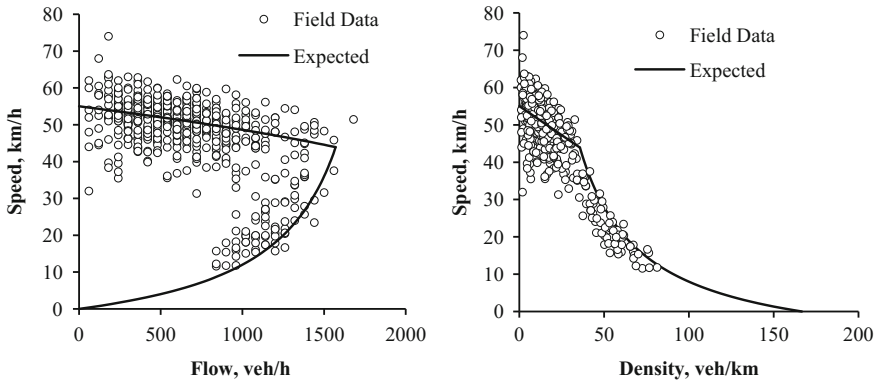 80
70
60
50
40
30
20
10
0
Speed, km/h
Field Data
Expected
0 500 1000 1500 2000
Flow, veh/h
80
70
60
50
40
30
20
10
0
Speed, km/h
Field Data
Expected
0 50 100 150 200
Density, veh/km